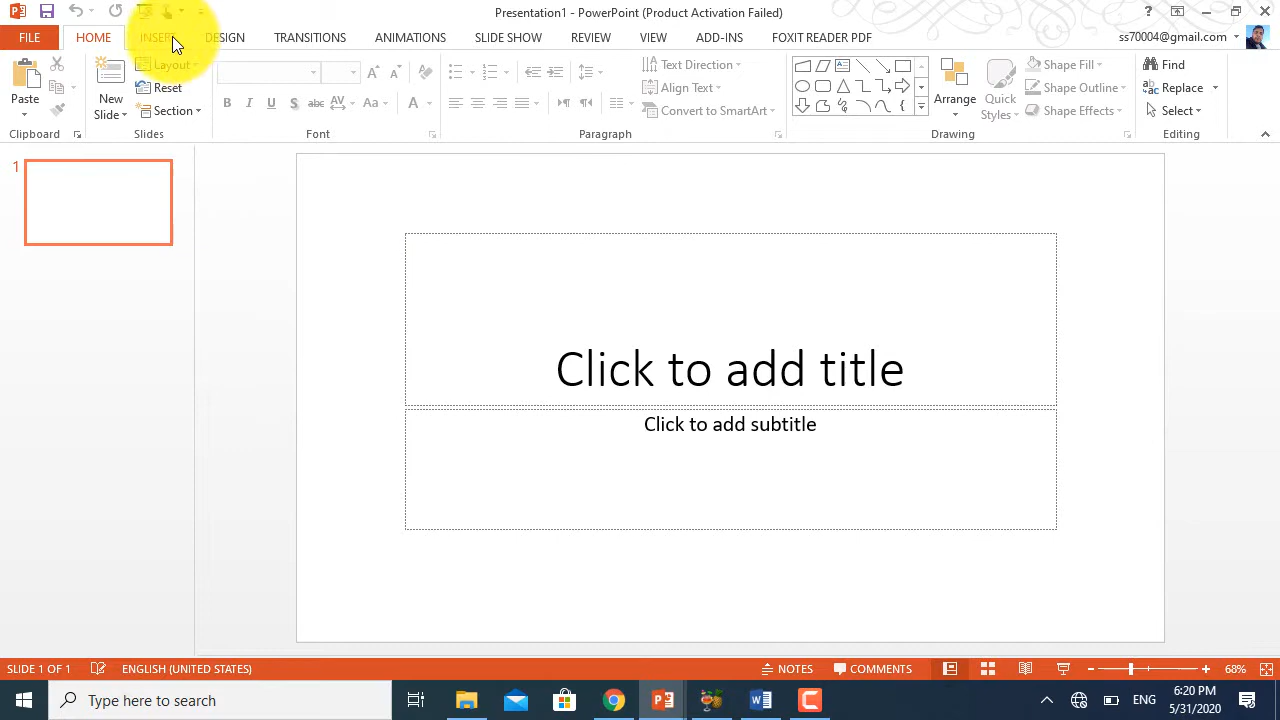 Presentation1 - PowerPoint (Product Activation Failed)
FILE HOME INSERT DESIGN TRANSITIONS ANIMATIONS SLIDE SHOW REVIEW VIEW ADD-INS FOXIT READER PDF ss70004@gmail.com
Paste
Clipboard
New
Slide
Layout
Reset
Section
Slides
B I U S abc AV Aa A
Font
Text Direction
Align Text
Convert to SmartArt
Paragraph
Arrange
Quick
Styles
Shape Fill
Shape Outline
Shape Effects
Drawing
Find
Replace
Select
Editing
1
Click to add title
Click to add subtitle
SLIDE 1 OF 1 ENGLISH (UNITED STATES) NOTES COMMENTS 68%
Type here to search
ENG
6:20 PM
5/31/2020